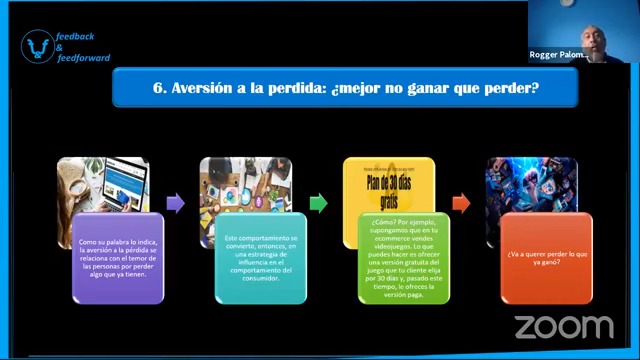 feedback
&
feedforward
Rogger Palom...
6. Aversión a la perdida: ¿mejor no ganar que perder?
Plan de 30 días
gratis
Como su palabra lo indica,
la aversión a la pérdida se
relaciona con el temor de
las personas por perder
algo que ya tienen.
Este comportamiento se
convierte, entonces, en
una estrategia de
influencia en el
comportamiento del
consumidor.
¿Cómo? Por ejemplo,
supongamos que en tu
ecommerce vendes
videojuegos. Lo que
puedes hacer es ofrecer
una versión gratuita del
juego que tu cliente elija
por 30 días y, pasado este
tiempo, le ofreces la
versión paga.
¿Va a querer perder lo que
ya ganó?
zoom